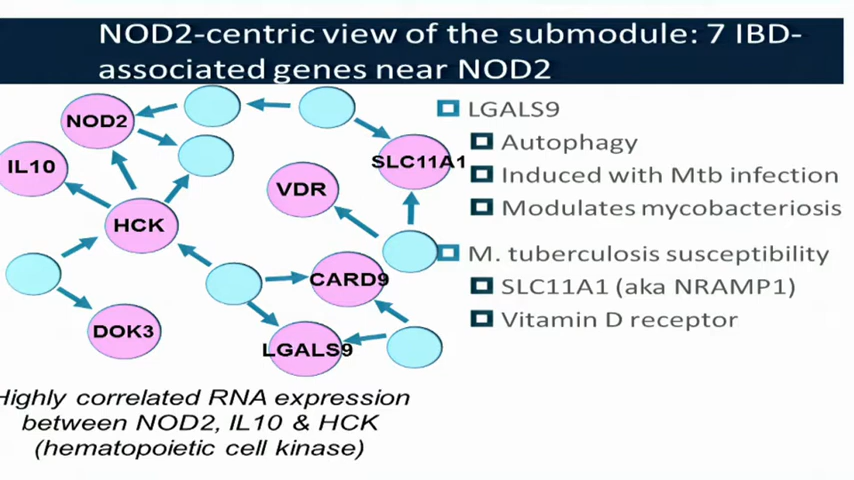 NOD2-centric view of the submodule: 7 IBD-
associated genes near NOD2
NOD2
IL10
HCK
DOK3
VDR
SLC11A1
CARD9
LGALS9
LGALS9
Autophagy
Induced with Mtb infection
Modulates mycobacteriosis
M. tuberculosis susceptibility
SLC11A1 (aka NRAMP1)
Vitamin D receptor
Highly correlated RNA expression
between NOD2, IL10 & HCK
(hematopoietic cell kinase)